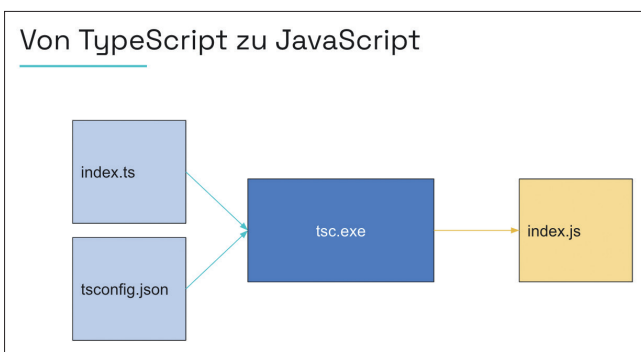 Von TypeScript zu JavaScript
index.ts
tsconfig.json
tsc.exe
index.js